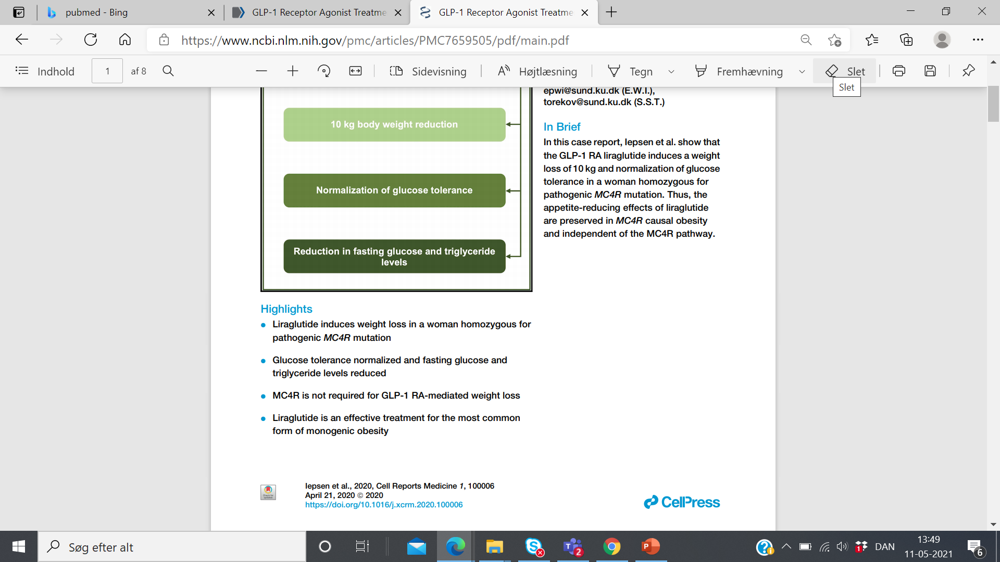 pubmed - Bing
GLP-1 Receptor Agonist Treatme
GLP-1 Receptor Agonist Treatme
https://www.ncbi.nlm.nih.gov/pmc/articles/PMC7659505/pdf/main.pdf
Indhold
1
af 8
Sidevisning
Højtlæsning
Tegn
Fremhævning
Slet
Slet
epwi@sund.ku.dk (E.W.I.),
torekov@sund.ku.dk (S.S.T.)
10 kg body weight reduction
Normalization of glucose tolerance
Reduction in fasting glucose and triglyceride
levels
In Brief
In this case report, Iepsen et al. show that
the GLP-1 RA liraglutide induces a weight
loss of 10 kg and normalization of glucose
tolerance in a woman homozygous for
pathogenic MC4R mutation. Thus, the
appetite-reducing effects of liraglutide
are preserved in MC4R causal obesity
and independent of the MC4R pathway.
Highlights
Liraglutide induces weight loss in a woman homozygous for
pathogenic MC4R mutation
Glucose tolerance normalized and fasting glucose and
triglyceride levels reduced
MC4R is not required for GLP-1 RA-mediated weight loss
Liraglutide is an effective treatment for the most common
form of monogenic obesity
Check for
updates
Iepsen et al., 2020, Cell Reports Medicine 1, 100006
April 21, 2020 © 2020
https://doi.org/10.1016/j.xcrm.2020.100006
CellPress
Søg efter alt
2
1
DAN
13:49
11-05-2021
6